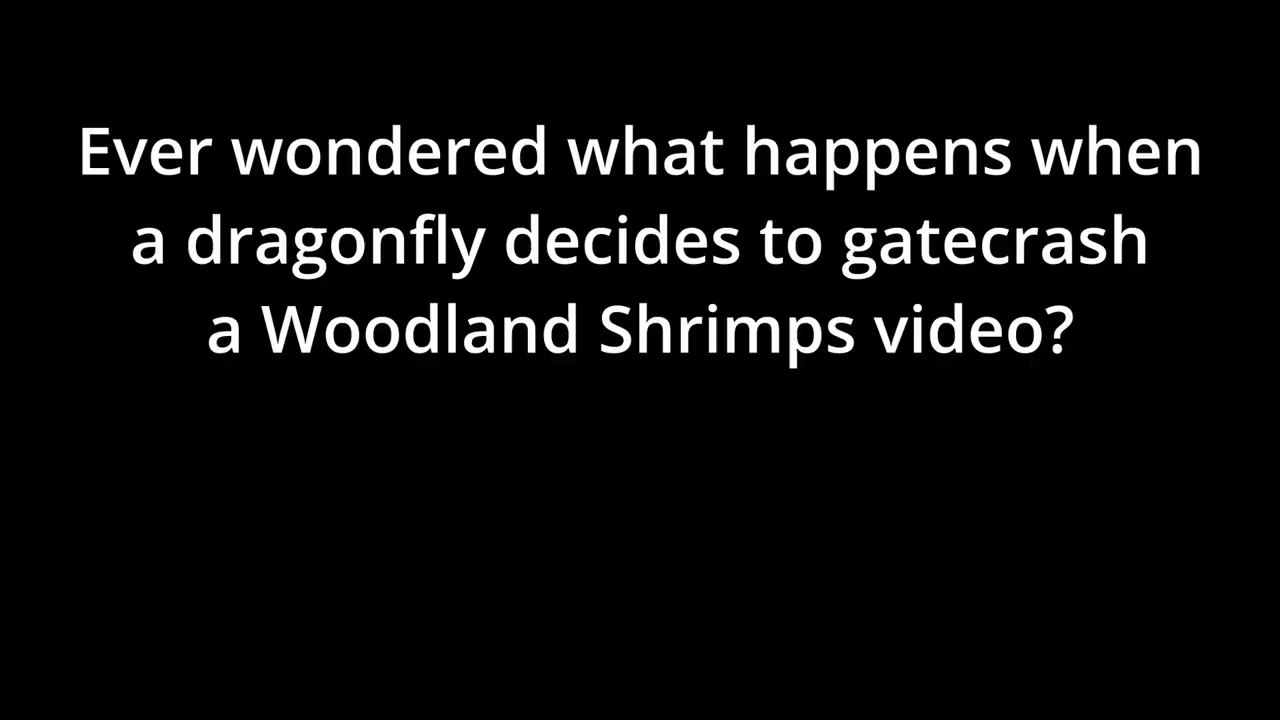 Ever wondered what happens when
a dragonfly decides to gatecrash
a Woodland Shrimps video?